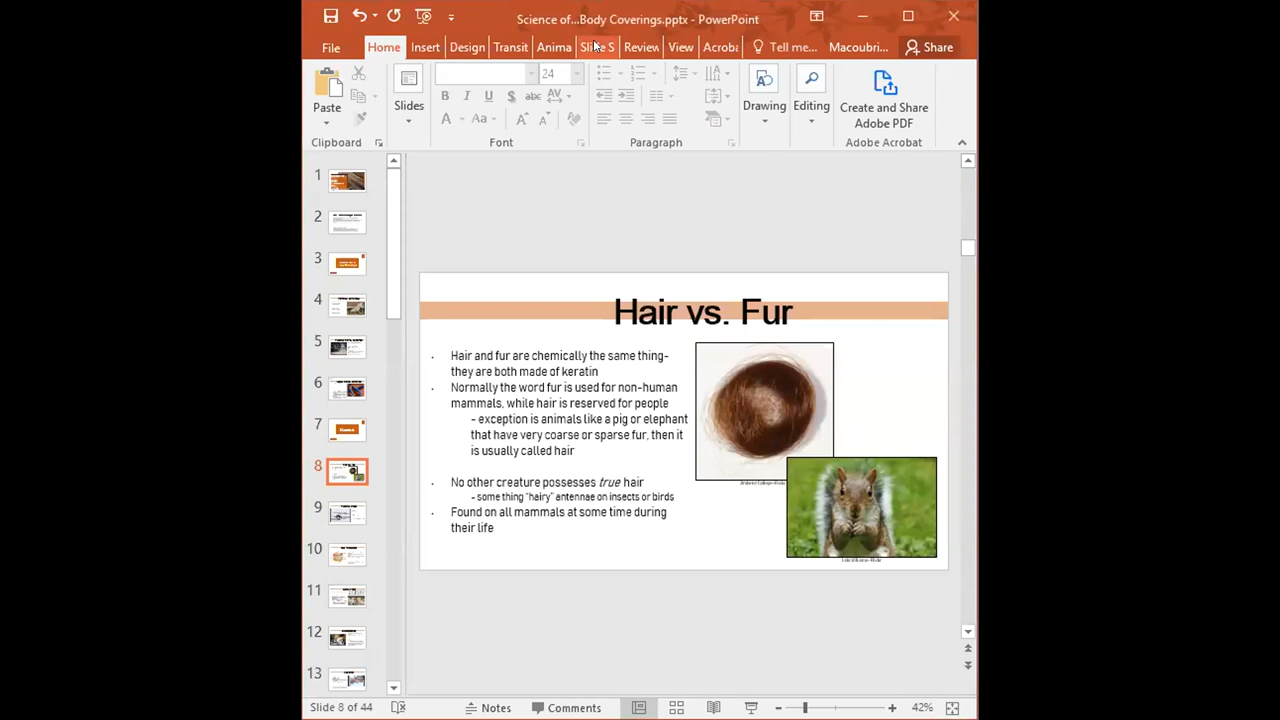 Science of...Body Coverings.pptx - PowerPoint
File Home Insert Design Transit Anima Slide S Review View Acroba Tell me... Macoubri... Share
24
Paste Slides Drawing Editing Create and Share Adobe PDF
B I U S abc AV
A Aa A A
Clipboard Font Paragraph Adobe Acrobat
1
2
3
4
5
6
7
8
9
10
11
12
13
Hair vs. Fur
. Hair and fur are chemically the same thing-
they are both made of keratin
. Normally the word fur is used for non-human
mammals, while hair is reserved for people
- exception is animals like a pig or elephant
that have very coarse or sparse fur, then it
is usually called hair
. No other creature possesses true hair
- some thing "hairy" antennae on insects or birds
. Found on all mammals at some time during
their life
Slide 8 of 44 Notes Comments 42%